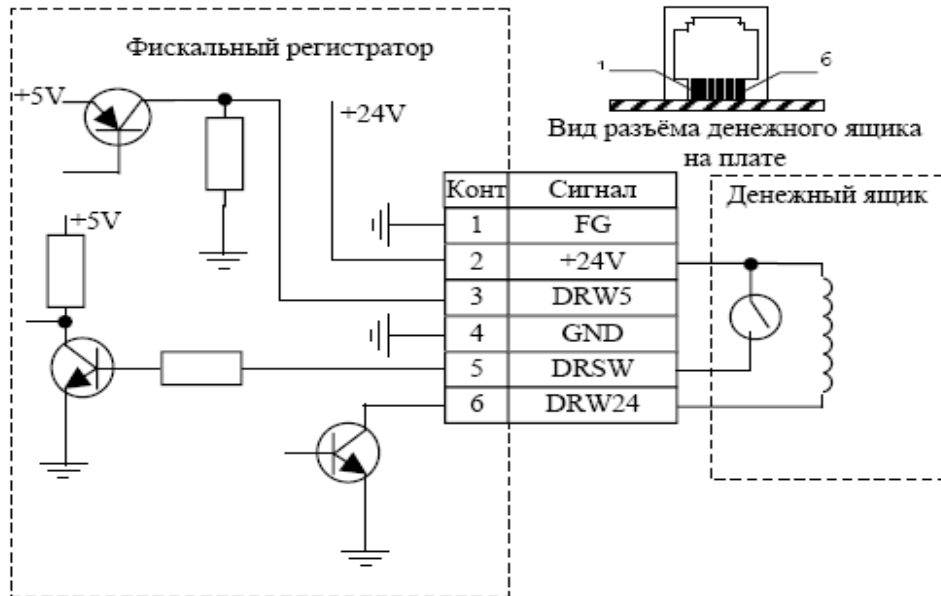 Фискальный регистратор
+5V
+24V
+5V
1
6
Вид разъёма денежного ящика
на плате
Конт Сигнал
1 FG
2 +24V
3 DRW5
4 GND
5 DRSW
6 DRW24
Денежный ящик